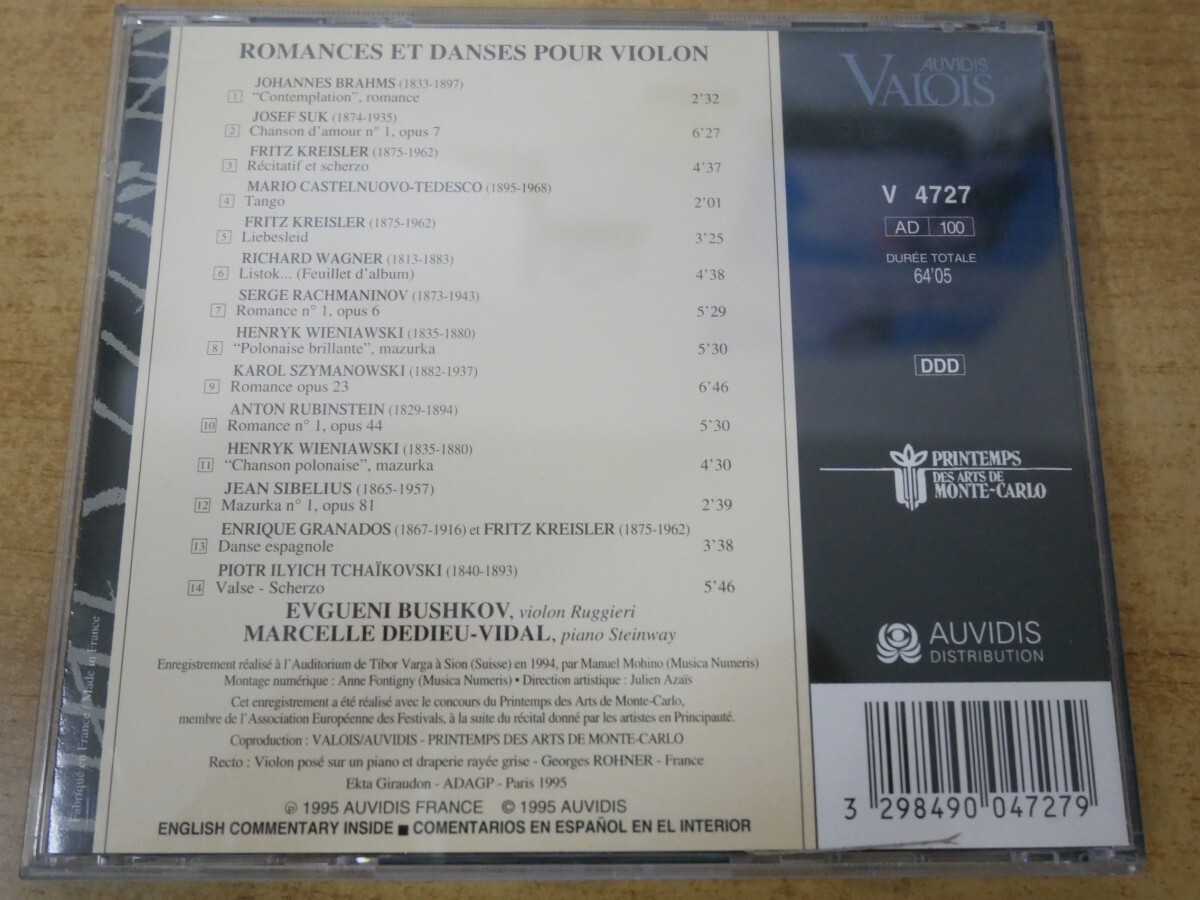 ROMANCES ET DANSES POUR VIOLON
JOHANNES BRAHMS (1833-1897)
1 "Contemplation", romance 2'32
JOSEF SUK (1874-1935)
2 Chanson d'amour n° 1, opus 7 6'27
FRITZ KREISLER (1875-1962)
3 Récitatif et scherzo 4'37
MARIO CASTELNUOVO-TEDESCO (1895-1968)
4 Tango 2'01
FRITZ KREISLER (1875-1962)
5 Liebesleid 3'25
RICHARD WAGNER (1813-1883)
6 Listok... (Feuillet d'album) 4'38
SERGE RACHMANINOV (1873-1943)
7 Romance n° 1, opus 6 5'29
HENRYK WIENIAWSKI (1835-1880)
8 "Polonaise brillante", mazurka 5'30
KAROL SZYMANOWSKI (1882-1937)
9 Romance opus 23 6'46
ANTON RUBINSTEIN (1829-1894)
10 Romance n° 1, opus 44 5'30
HENRYK WIENIAWSKI (1835-1880)
11 "Chanson polonaise", mazurka 4'30
JEAN SIBELIUS (1865-1957)
12 Mazurka n° 1, opus 81 2'39
ENRIQUE GRANADOS (1867-1916) et FRITZ KREISLER (1875-1962)
13 Danse espagnole 3'38
PIOTR ILYICH TCHAÏKOVSKI (1840-1893)
14 Valse - Scherzo 5'46
EVGUENI BUSHKOV, violon Ruggieri
MARCELLE DEDIEU-VIDAL, piano Steinway
Enregistrement réalisé à l'Auditorium de Tibor Varga à Sion (Suisse) en 1994, par Manuel Mohino (Musica Numeris)
Montage numérique : Anne Fontigny (Musica Numeris) • Direction artistique : Julien Azaïs
Cet enregistrement a été réalisé avec le concours du Printemps des Arts de Monte-Carlo,
membre de l'Association Européenne des Festivals, à la suite du récital donné par les artistes en Principauté.
Coproduction : VALOIS/AUVIDIS - PRINTEMPS DES ARTS DE MONTE-CARLO
Recto : Violon posé sur un piano et draperie rayée grise - Georges ROHNER - France
Ekta Giraudon - ADAGP - Paris 1995
℗ 1995 AUVIDIS FRANCE © 1995 AUVIDIS
ENGLISH COMMENTARY INSIDE ■ COMENTARIOS EN ESPAÑOL EN EL INTERIOR
Fabriqué en France / Made in France
AUVIDIS
VALOIS
V 4727
AD 100
DURÉE TOTALE
64'05
DDD
PRINTEMPS
DES ARTS DE
MONTE-CARLO
AUVIDIS
DISTRIBUTION
3 298490 047279